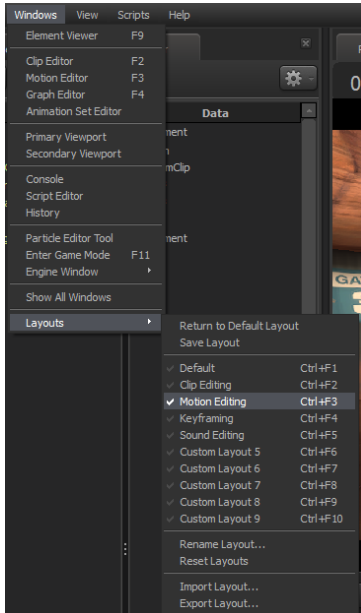 Windows View Scripts Help
Element Viewer F9
Clip Editor F2
Motion Editor F3
Graph Editor F4
Animation Set Editor
Data
Primary Viewport
Secondary Viewport
mClip
Console
Script Editor
History
Particle Editor Tool
Enter Game Mode F11
Engine Window
Show All Windows
Layouts
Return to Default Layout
Save Layout
Default Ctrl+F1
Clip Editing Ctrl+F2
Motion Editing Ctrl+F3
Keyframing Ctrl+F4
Sound Editing Ctrl+F5
Custom Layout 5 Ctrl+F6
Custom Layout 6 Ctrl+F7
Custom Layout 7 Ctrl+F8
Custom Layout 8 Ctrl+F9
Custom Layout 9 Ctrl+F10
Rename Layout...
Reset Layouts
Import Layout...
Export Layout...